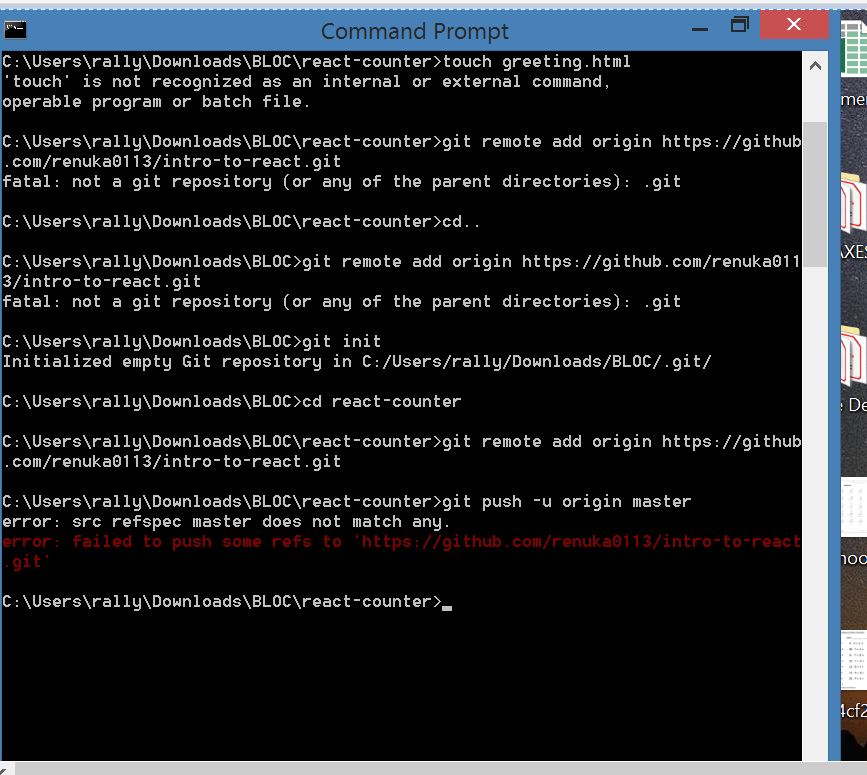 Command Prompt
C:\Users\rally\Downloads\BLOC\react-counter>touch greeting.html
'touch' is not recognized as an internal or external command,
operable program or batch file.
C:\Users\rally\Downloads\BLOC\react-counter>git remote add origin https://github
.com/renuka0113/intro-to-react.git
fatal: not a git repository (or any of the parent directories): .git
C:\Users\rally\Downloads\BLOC\react-counter>cd..
C:\Users\rally\Downloads\BLOC>git remote add origin https://github.com/renuka011
3/intro-to-react.git
fatal: not a git repository (or any of the parent directories): .git
C:\Users\rally\Downloads\BLOC>git init
Initialized empty Git repository in C:/Users/rally/Downloads/BLOC/.git/
C:\Users\rally\Downloads\BLOC>cd react-counter
C:\Users\rally\Downloads\BLOC\react-counter>git remote add origin https://github
.com/renuka0113/intro-to-react.git
C:\Users\rally\Downloads\BLOC\react-counter>git push -u origin master
error: src refspec master does not match any.
error: failed to push some refs to 'https://github.com/renuka0113/intro-to-react
.git'
C:\Users\rally\Downloads\BLOC\react-counter>